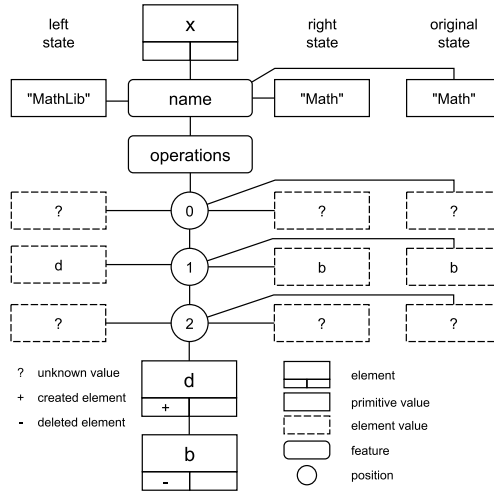 left state
x
right state
original state
"MathLib"
name
"Math"
"Math"
operations
?
0
?
?
d
1
b
b
?
2
?
?
d
+
b
-
? unknown value
+ created element
- deleted element
element
primitive value
element value
feature
position